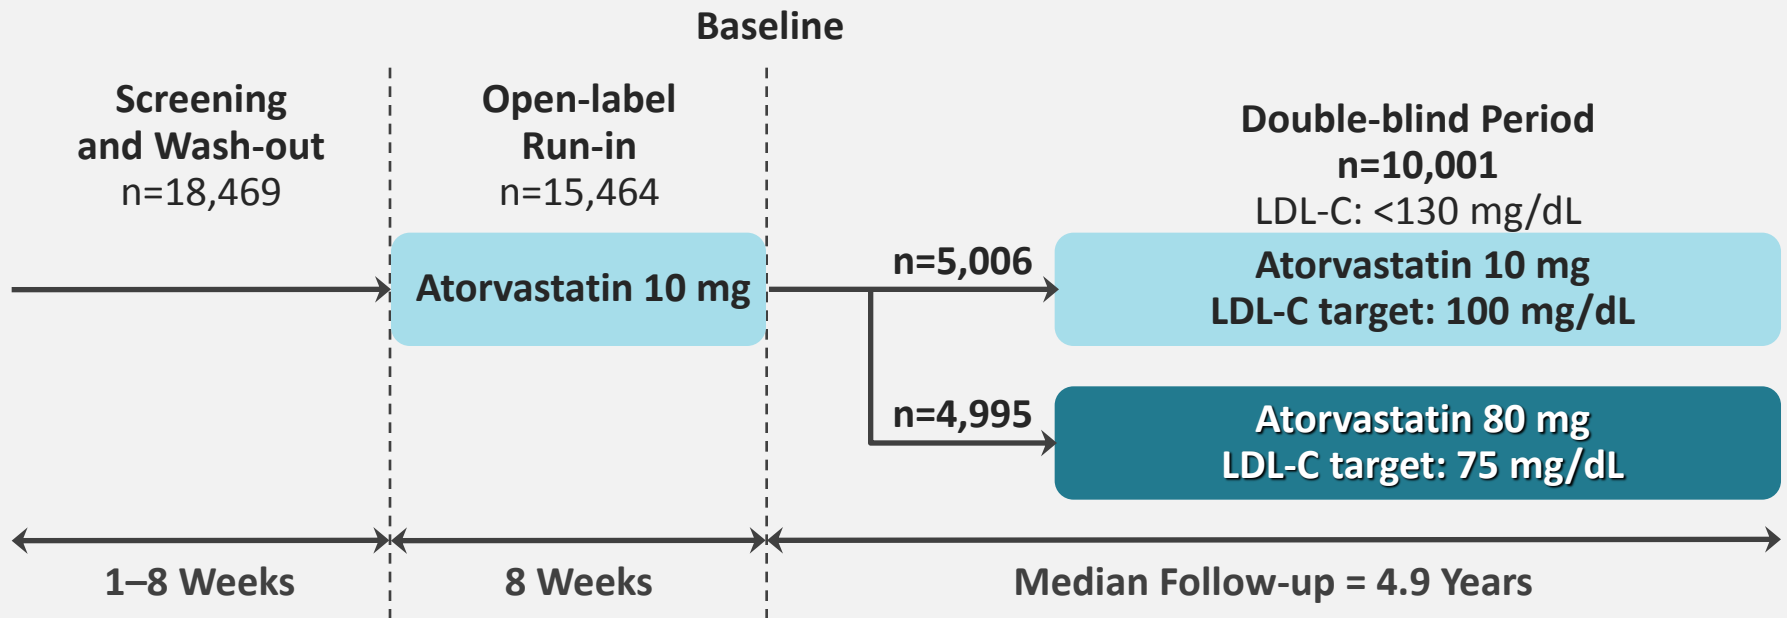 Baseline
Screening
and Wash-out
n=18,469
Open-label
Run-in
n=15,464
Double-blind Period
n=10,001
LDL-C: <130 mg/dL
Atorvastatin 10 mg
n=5,006
Atorvastatin 10 mg
LDL-C target: 100 mg/dL
n=4,995
Atorvastatin 80 mg
LDL-C target: 75 mg/dL
1–8 Weeks
8 Weeks
Median Follow-up = 4.9 Years